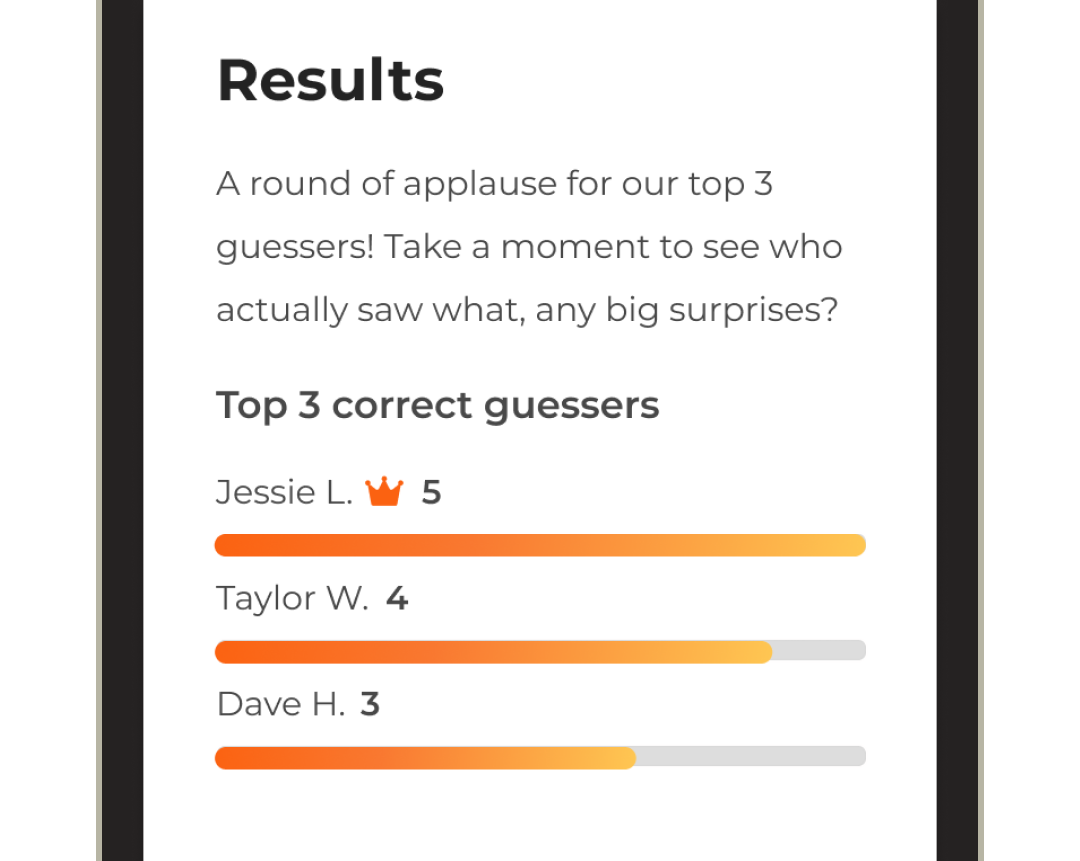 Results
A round of applause for our top 3
guessers! Take a moment to see who
actually saw what, any big surprises?
Top 3 correct guessers
Jessie L. 5
Taylor W. 4
Dave H. 3